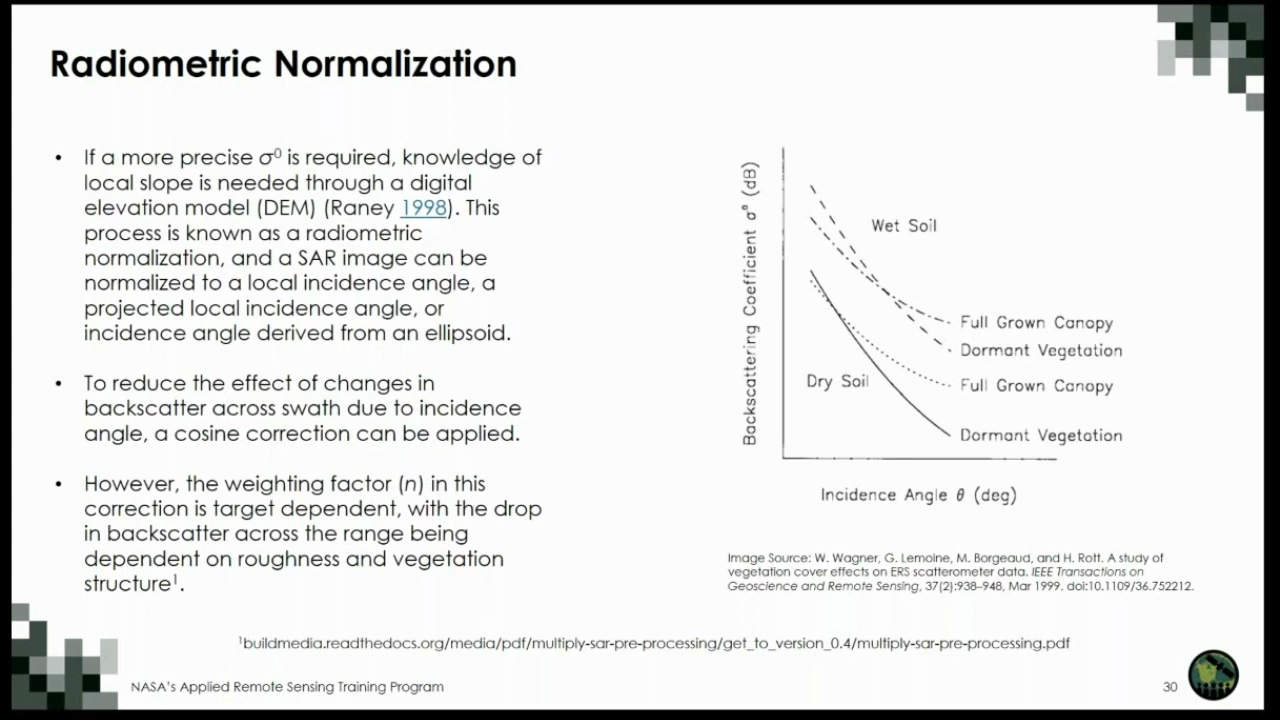 Radiometric Normalization
• If a more precise σ⁰ is required, knowledge of
local slope is needed through a digital
elevation model (DEM) (Raney 1998). This
process is known as a radiometric
normalization, and a SAR image can be
normalized to a local incidence angle, a
projected local incidence angle, or
incidence angle derived from an ellipsoid.
• To reduce the effect of changes in
backscatter across swath due to incidence
angle, a cosine correction can be applied.
• However, the weighting factor (n) in this
correction is target dependent, with the drop
in backscatter across the range being
dependent on roughness and vegetation
structure¹.
Backscattering Coefficient σ° (dB)
Wet Soil
Full Grown Canopy
Dormant Vegetation
Dry Soil
Full Grown Canopy
Dormant Vegetation
Incidence Angle θ (deg)
Image Source: W. Wagner, G. Lemoine, M. Borgeaud, and H. Rott. A study of
vegetation cover effects on ERS scatterometer data. IEEE Transactions on
Geoscience and Remote Sensing, 37(2):938–948, Mar 1999. doi:10.1109/36.752212.
¹buildmedia.readthedocs.org/media/pdf/multiply-sar-pre-processing/get_to_version_0.4/multiply-sar-pre-processing.pdf
NASA's Applied Remote Sensing Training Program
30